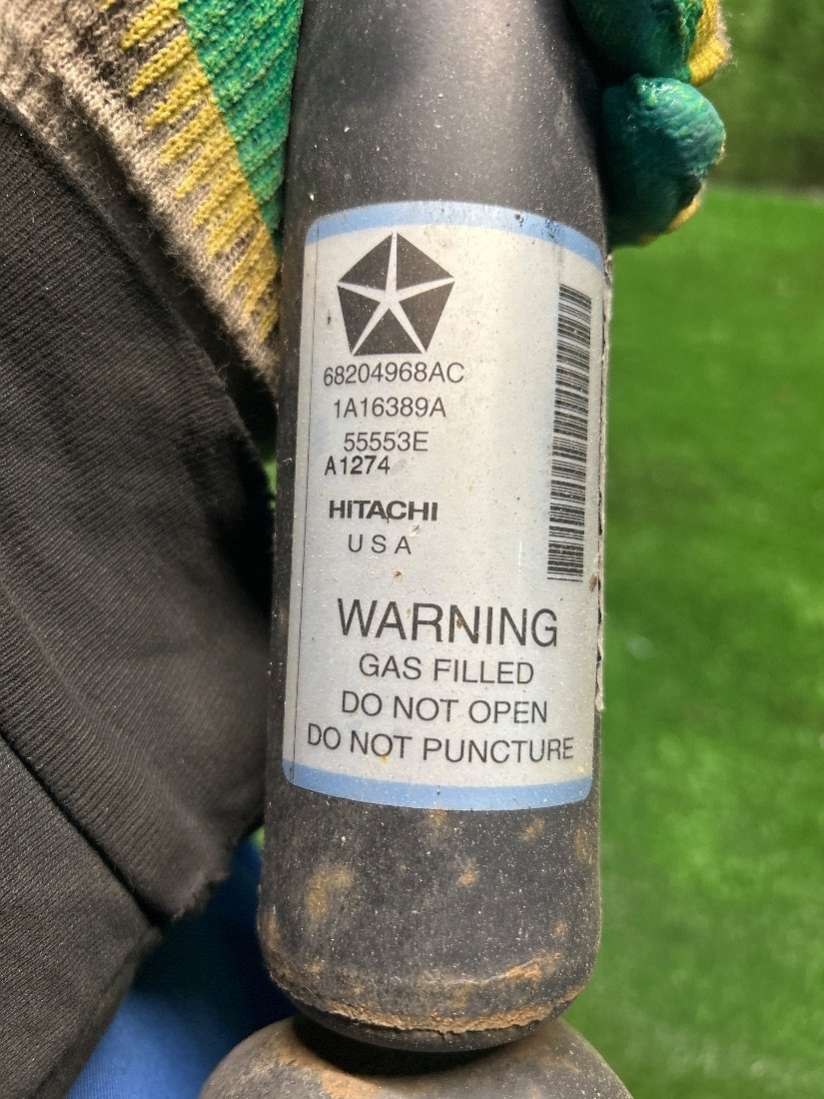 68204968AC
1A16389A
55553E
A1274
HITACHI
USA
WARNING
GAS FILLED
DO NOT OPEN
DO NOT PUNCTURE